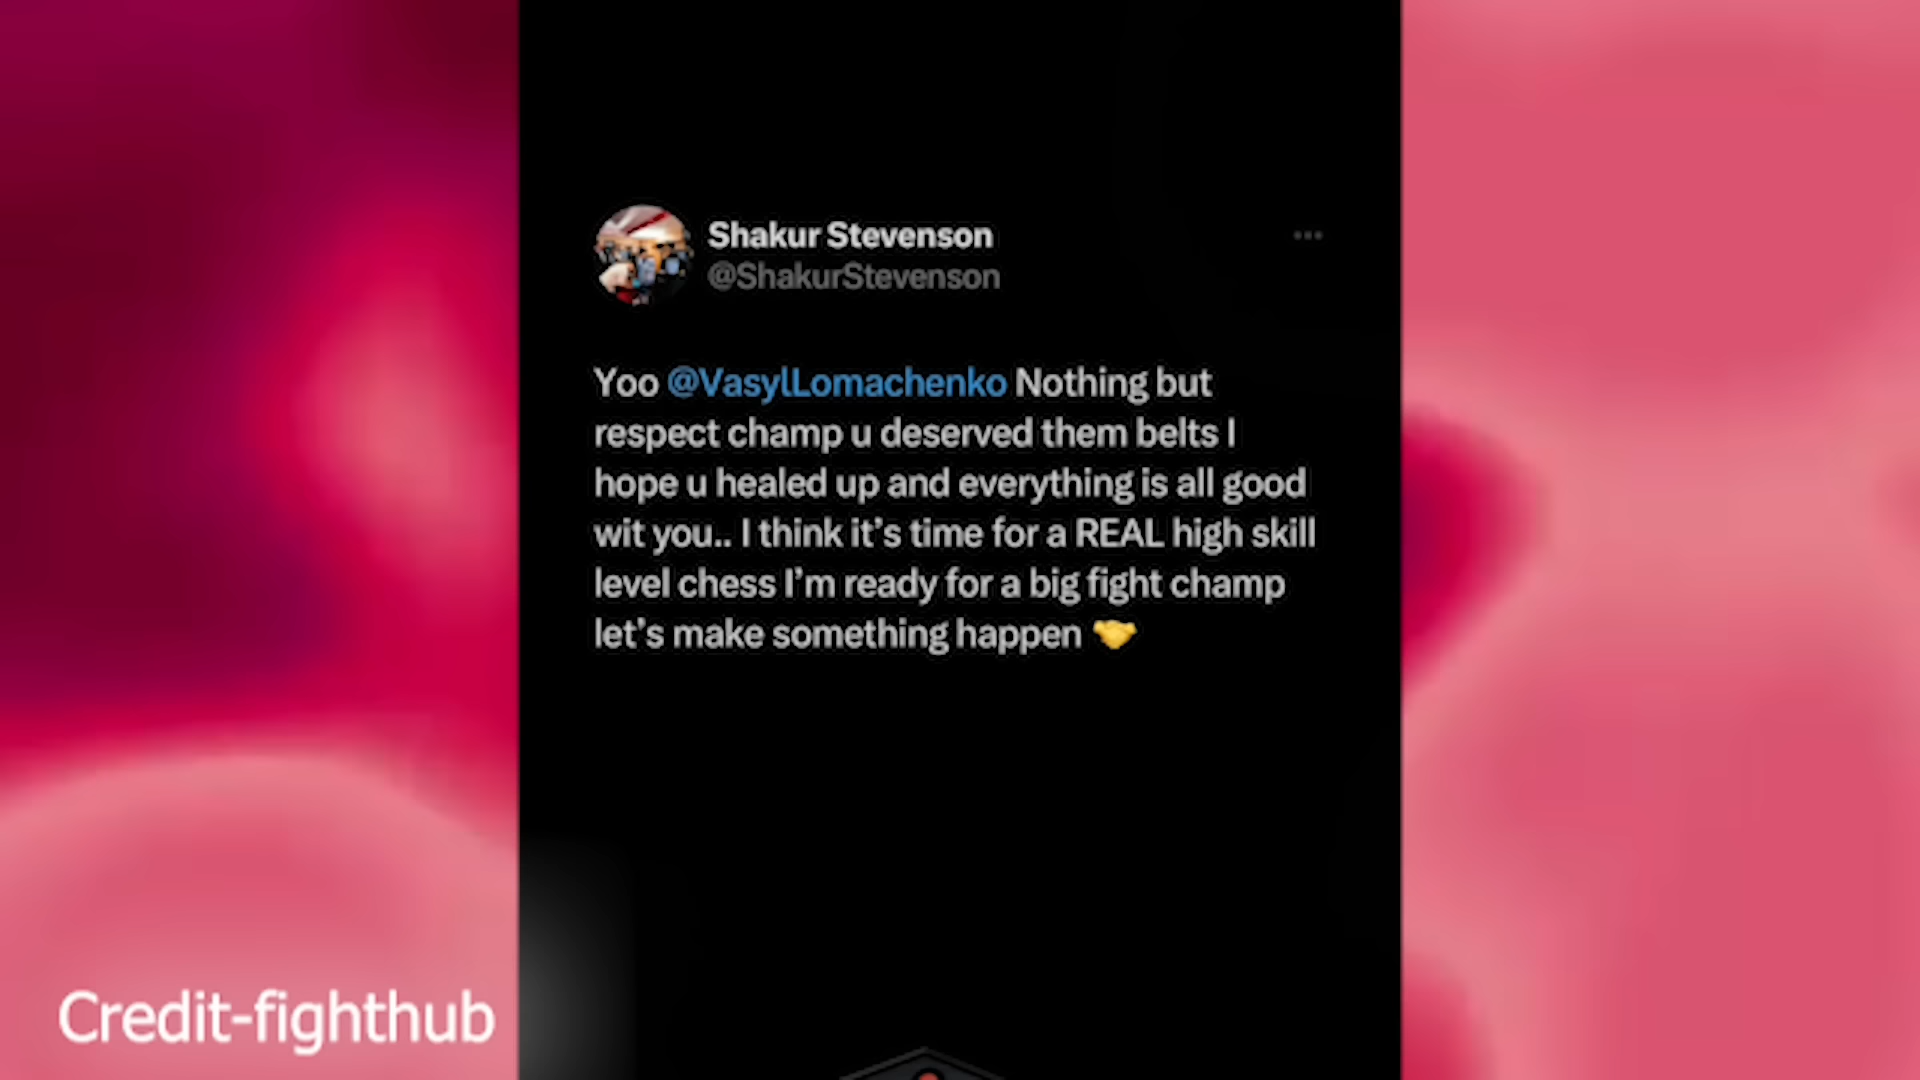 Shakur Stevenson
@ShakurStevenson
Yoo @VasylLomachenko Nothing but
respect champ u deserved them belts I
hope u healed up and everything is all good
wit you.. I think it’s time for a REAL high skill
level chess I’m ready for a big fight champ
let’s make something happen 🤝
Credit-fighthub